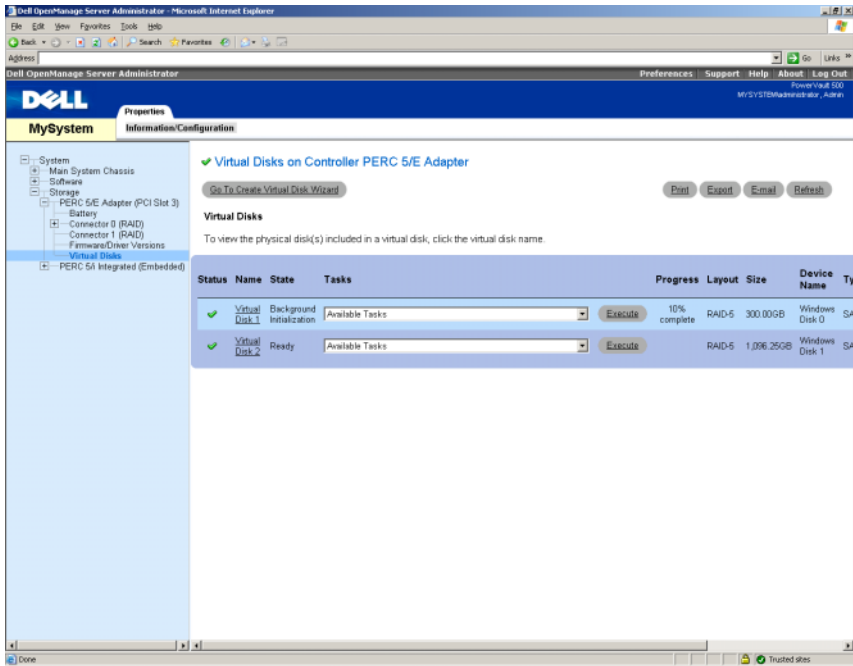 Dell OpenManage Server Administrator - Microsoft Internet Explorer
File Edit View Favorites Tools Help
Back Search Favorites
Address Go Links »
Dell OpenManage Server Administrator Preferences Support Help About Log Out
DELL
PowerVault 500
MYSYSTEM\administrator, Admin
Properties
MySystem Information/Configuration
System
Main System Chassis
Software
Storage
PERC 5/E Adapter (PCI Slot 3)
Battery
Connector 0 (RAID)
Connector 1 (RAID)
Firmware/Driver Versions
Virtual Disks
PERC 5/i Integrated (Embedded)
Virtual Disks on Controller PERC 5/E Adapter
Go To Create Virtual Disk Wizard Print Export E-mail Refresh
Virtual Disks
To view the physical disk(s) included in a virtual disk, click the virtual disk name.
Status Name State Tasks Progress Layout Size Device Name Ty
Virtual Disk 1 Background Initialization Available Tasks Execute 10% complete RAID-5 300.00GB Windows Disk 0 SA
Virtual Disk 2 Ready Available Tasks Execute RAID-5 1,096.25GB Windows Disk 1 SA
Done Trusted sites